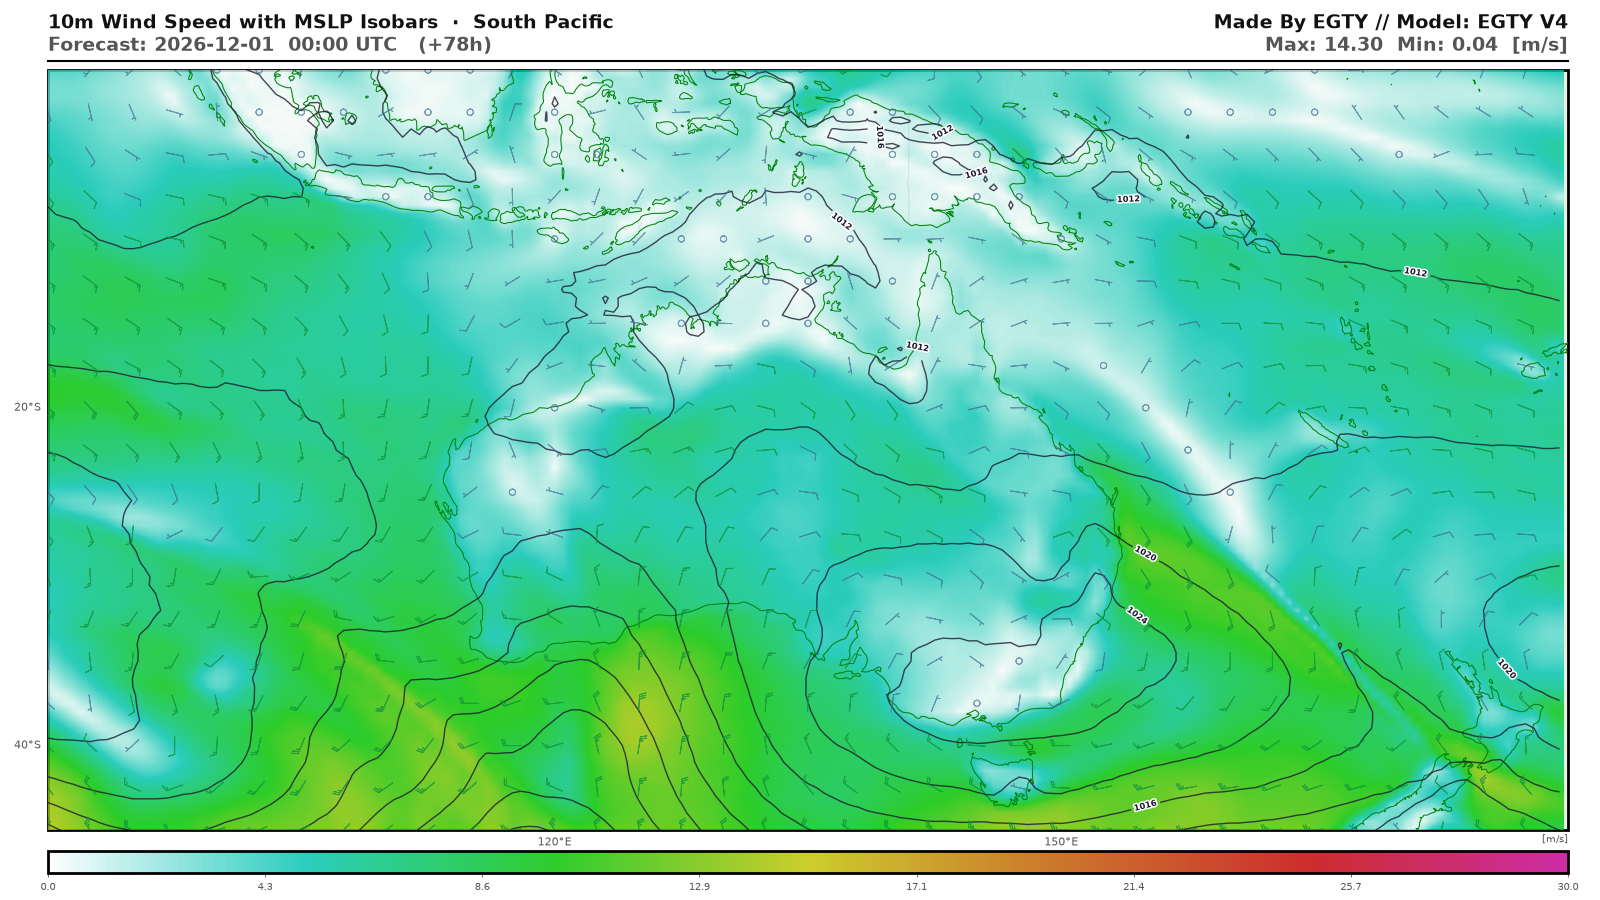 10m Wind Speed with MSLP Isobars · South Pacific
Made By EGTY // Model: EGTY V4
Forecast: 2026-12-01 00:00 UTC (+78h)
Max: 14.30 Min: 0.04 [m/s]
1016
1012
1016
1012
1012
1012
1012
20°S
1020
1024
1020
40°S
1016
120°E
150°E
[m/s]
0.0
4.3
8.6
12.9
17.1
21.4
25.7
30.0